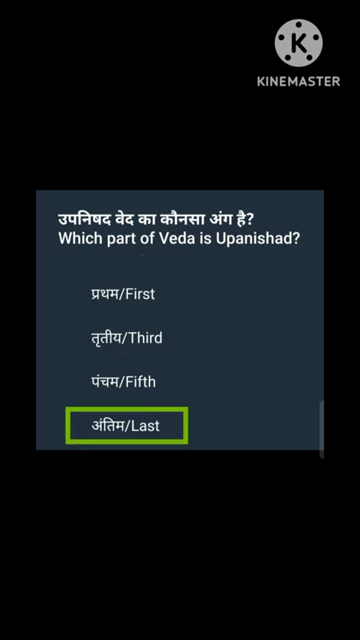 K
KINEMASTER
उपनिषद वेद का कौनसा अंग है?
Which part of Veda is Upanishad?
प्रथम/First
तृतीय/Third
पंचम/Fifth
अंतिम/Last